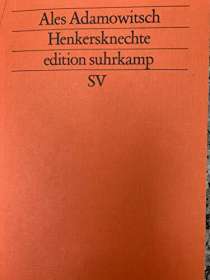 Ales Adamowitsch
Henkersknechte
edition suhrkamp
SV